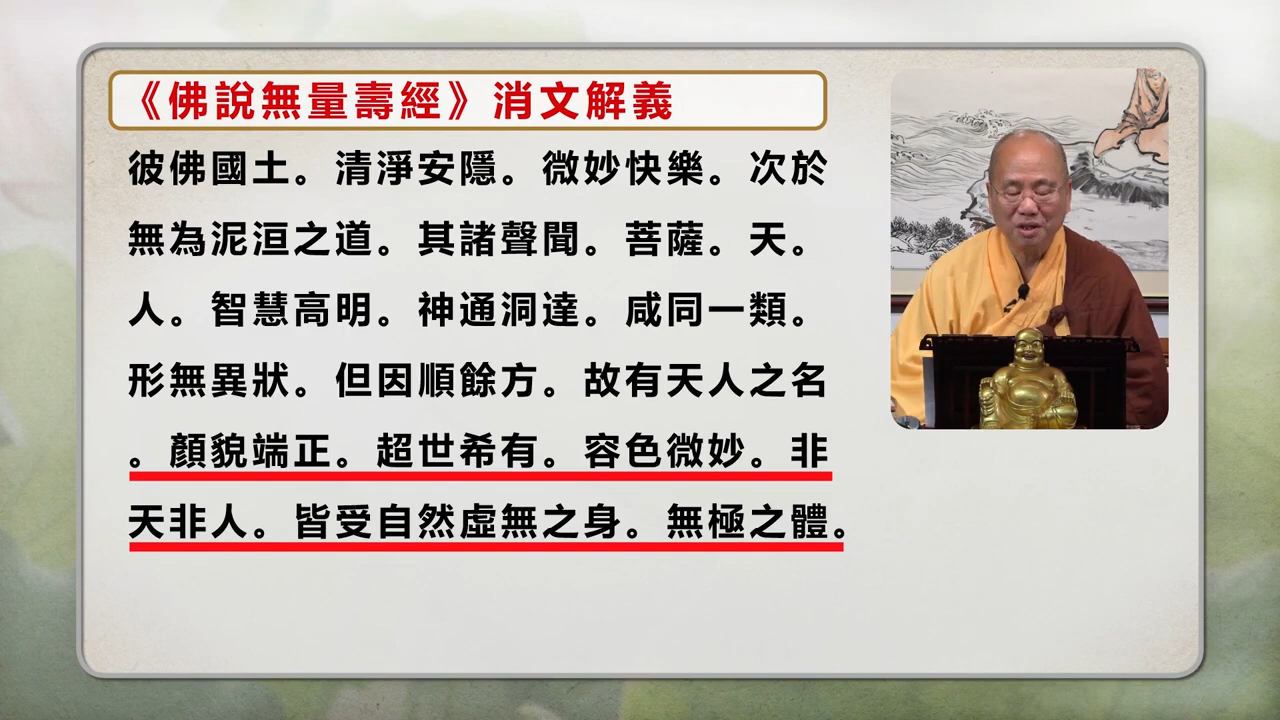 《佛說無量壽經》消文解義
彼佛國土。清淨安隱。微妙快樂。次於
無為泥洹之道。其諸聲聞。菩薩。天。
人。智慧高明。神通洞達。咸同一類。
形無異狀。但因順餘方。故有天人之名
。顏貌端正。超世希有。容色微妙。非
天非人。皆受自然虛無之身。無極之體。